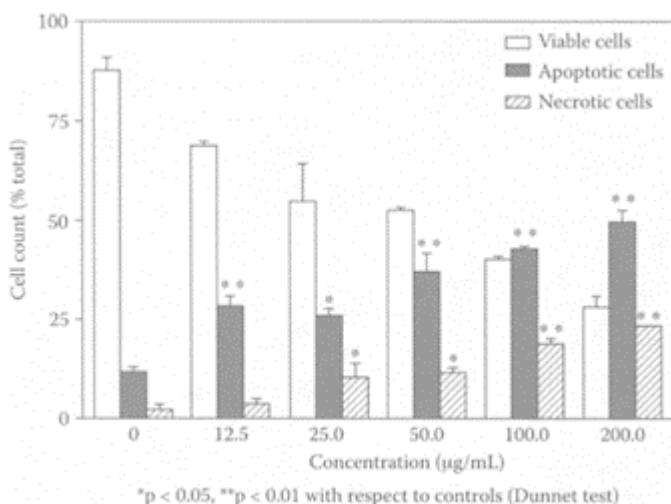 100
75
50
25
0
Cell count (% total)
Viable cells
Apoptotic cells
Necrotic cells
** * * ** * ** ** ** **
0 12.5 25.0 50.0 100.0 200.0
Concentration (µg/mL)
*p < 0.05, **p < 0.01 with respect to controls (Dunnet test)